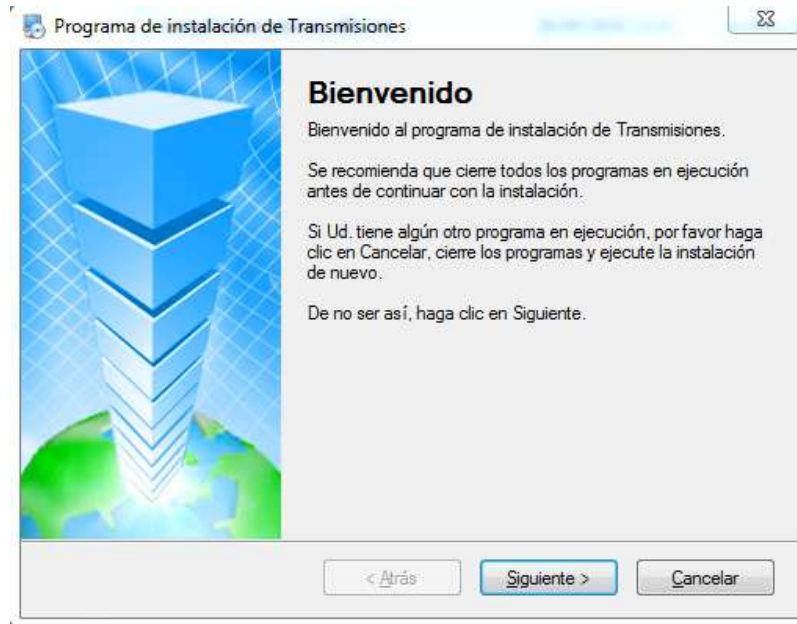 Programa de instalación de Transmisiones
Bienvenido
Bienvenido al programa de instalación de Transmisiones.
Se recomienda que cierre todos los programas en ejecución
antes de continuar con la instalación.
Si Ud. tiene algún otro programa en ejecución, por favor haga
clic en Cancelar, cierre los programas y ejecute la instalación
de nuevo.
De no ser así, haga clic en Siguiente.
< Atrás
Siguiente >
Cancelar